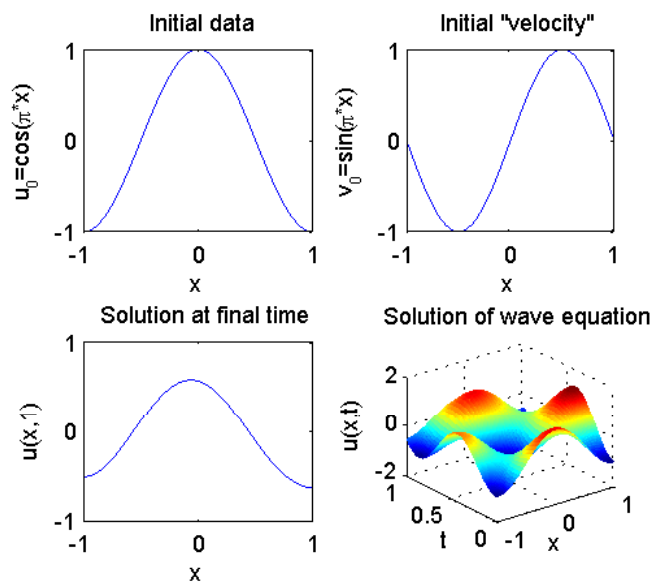 Initial data
1
0
-1
-1
0
1
u_0=cos(π*x)
x
Initial "velocity"
1
0
-1
-1
0
1
v_0=sin(π*x)
x
Solution at final time
1
0
-1
-1
0
1
u(x,1)
x
Solution of wave equation
2
0
-2
u(x,t)
1
0.5
0
t
-1
0
1
x